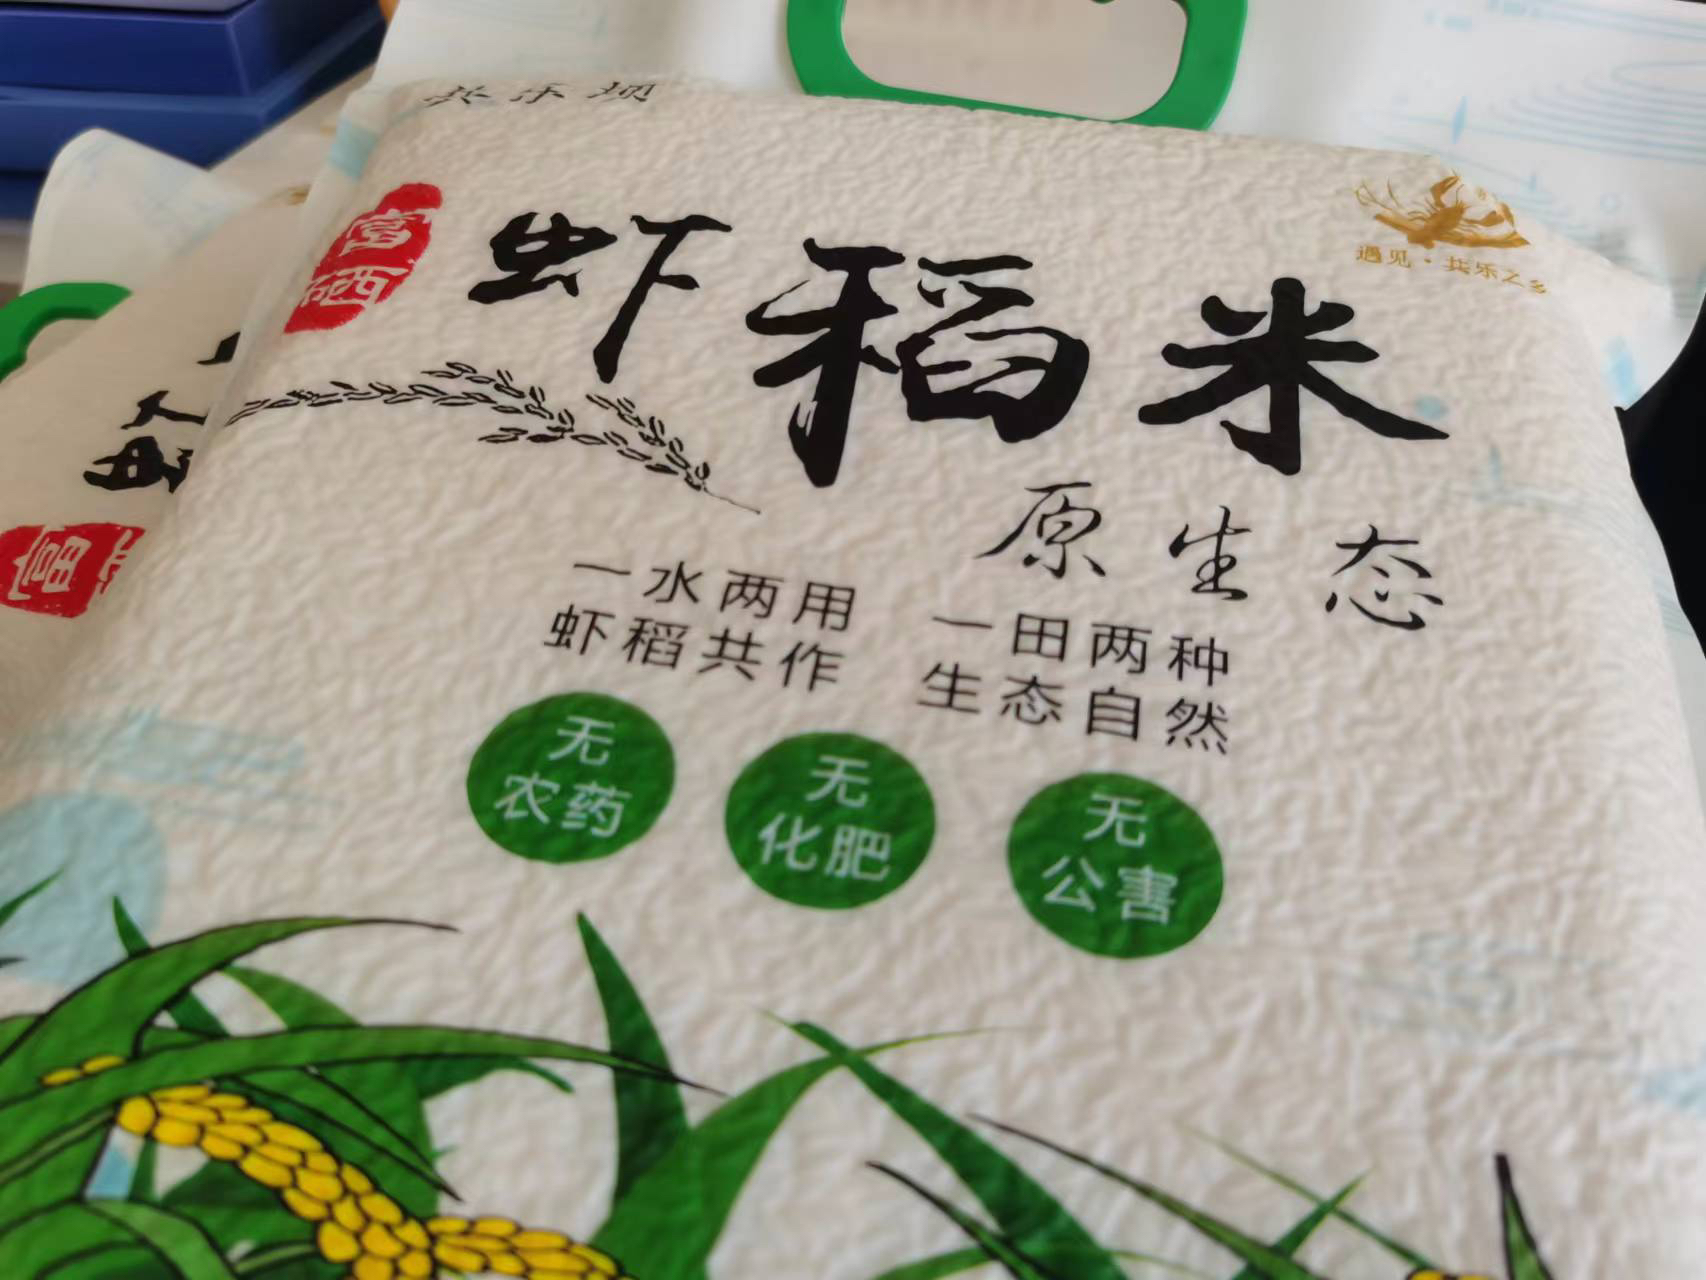 共乐坝
富硒
虾稻米
遇见·共乐之乡
原生态
一水两用 一田两种
虾稻共作 生态自然
无
农药
无
化肥
无
公害
虾
富